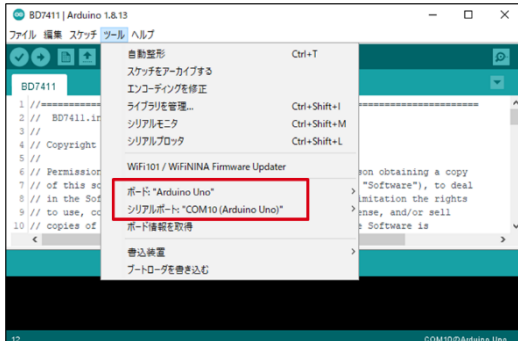 BD7411 | Arduino 1.8.13
ファイル 編集 スケッチ ツール ヘルプ
自動整形 Ctrl+T
スケッチをアーカイブする
エンコーディングを修正
ライブラリを管理... Ctrl+Shift+I
シリアルモニタ Ctrl+Shift+M
シリアルプロッタ Ctrl+Shift+L
WiFi101 / WiFiNINA Firmware Updater
ボード: "Arduino Uno"
シリアルポート: "COM10 (Arduino Uno)"
ボード情報を取得
書込装置
ブートローダを書き込む
BD7411
1 //=
2 // BD7411.in
3 //
4 // Copyright
5 //
6 // Permission son obtaining a copy
7 // of this so "Software"), to deal
8 // in the Sof imitation the rights
9 // to use, co ense, and/or sell
10 // copies of e Software is
12 COM10のArduino Uno